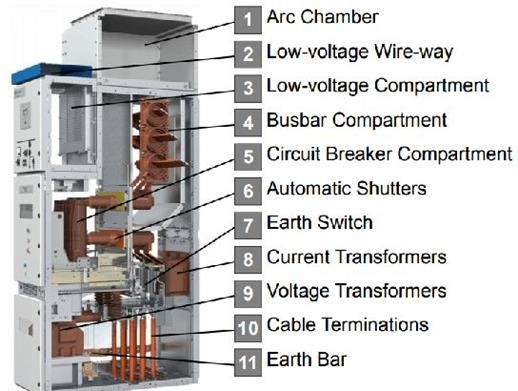 1 Arc Chamber
2 Low-voltage Wire-way
3 Low-voltage Compartment
4 Busbar Compartment
5 Circuit Breaker Compartment
6 Automatic Shutters
7 Earth Switch
8 Current Transformers
9 Voltage Transformers
10 Cable Terminations
11 Earth Bar